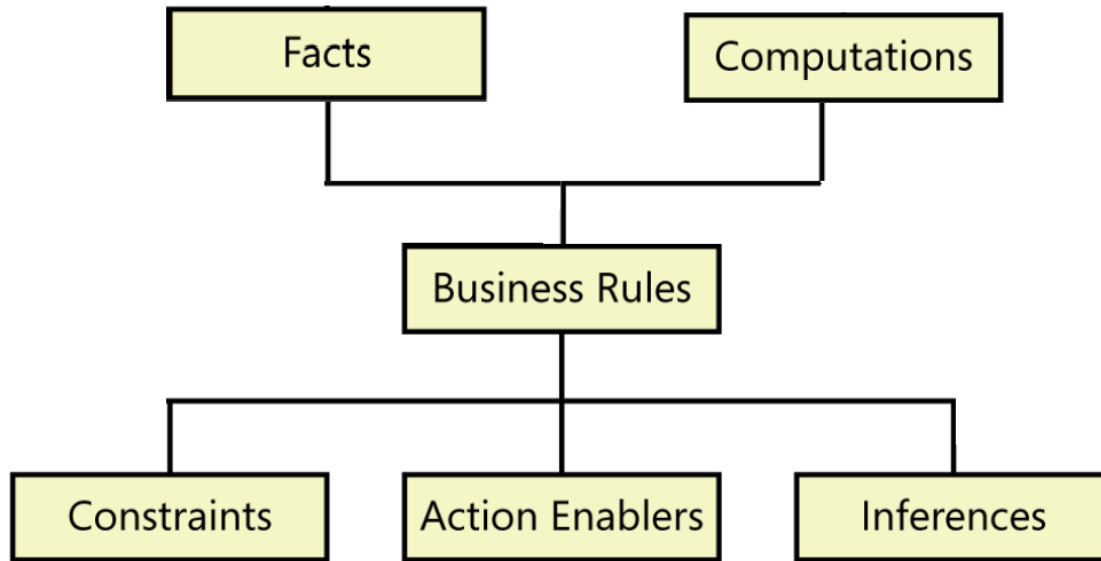 Facts
Computations
Business Rules
Constraints
Action Enablers
Inferences